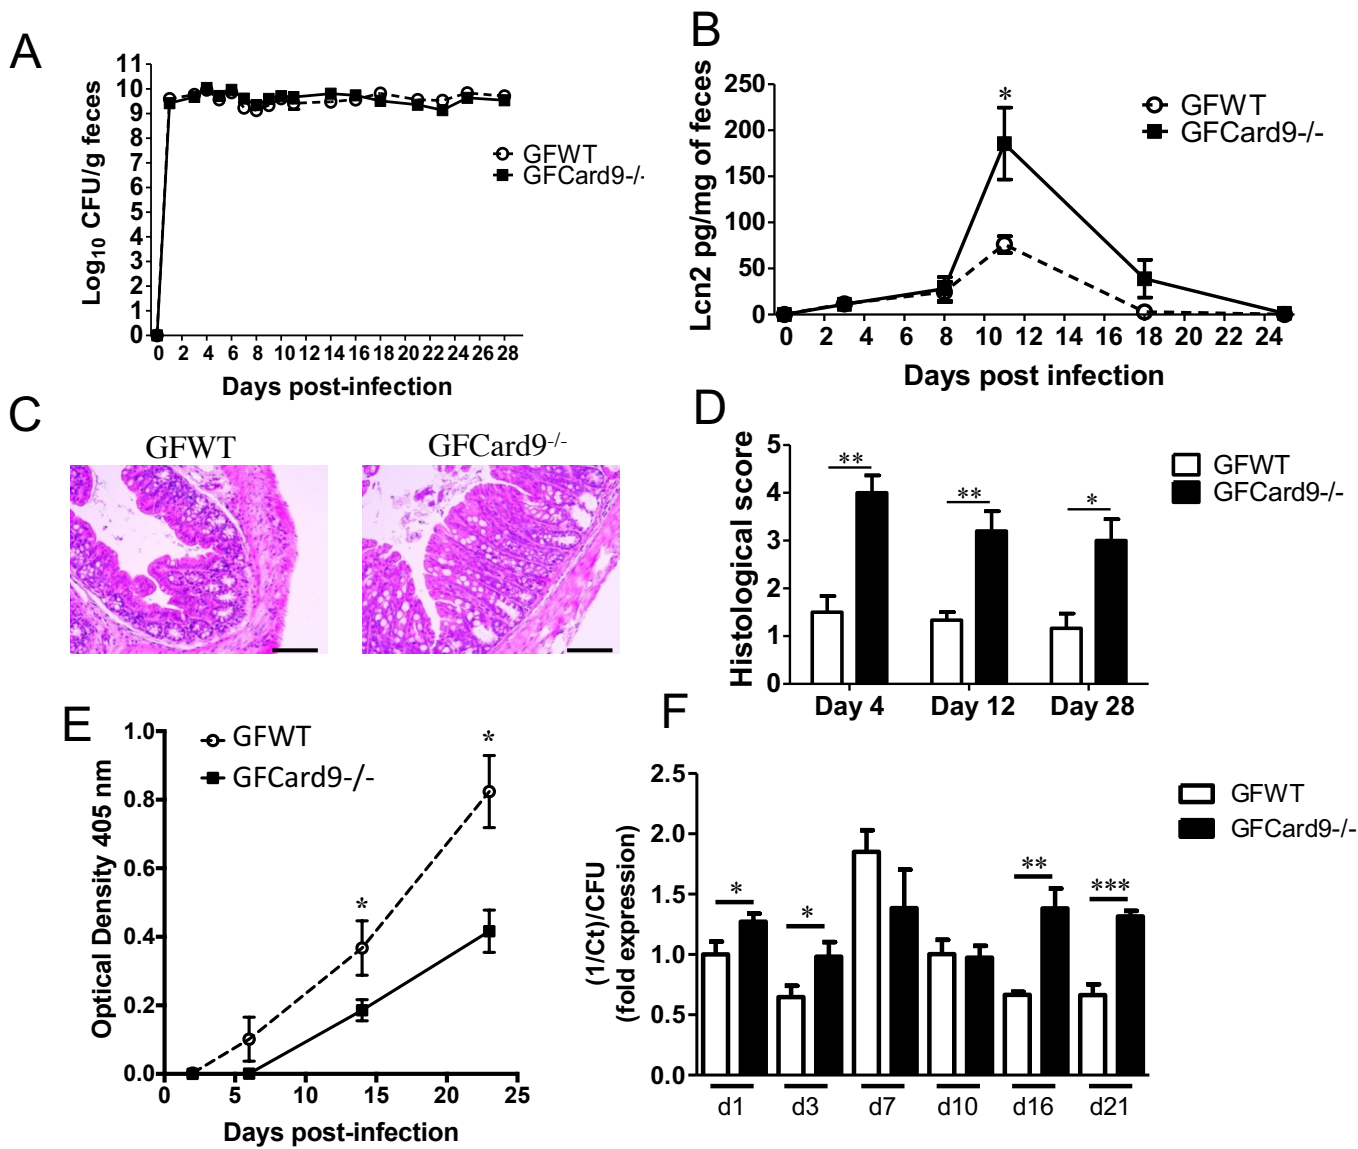 A
Log10 CFU/g feces
11
10
9
8
7
6
5
4
3
2
1
0
0 2 4 6 8 10 12 14 16 18 20 22 24 26 28
Days post-infection
GFWT
GFCard9-/-
B
*
Lcn2 pg/mg of feces
250
200
150
100
50
0
0 2 4 6 8 10 12 14 16 18 20 22 24
Days post infection
GFWT
GFCard9-/-
C
GFWT
GFCard9-/-
D
Histological score
5
4
3
2
1
0
** ** *
Day 4 Day 12 Day 28
GFWT
GFCard9-/-
E
Optical Density 405 nm
1.0
0.8
0.6
0.4
0.2
0.0
* *
0 5 10 15 20 25
Days post-infection
GFWT
GFCard9-/-
F
(1/Ct)/CFU
(fold expression)
2.5
2.0
1.5
1.0
0.5
0.0
* * ** ***
d1 d3 d7 d10 d16 d21
GFWT
GFCard9-/-